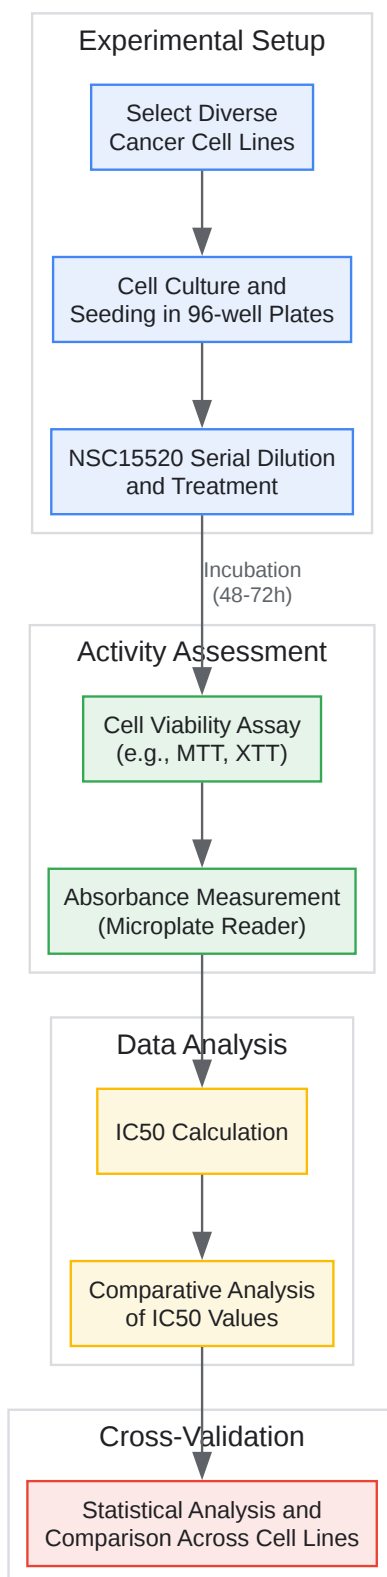 Experimental Setup
Select Diverse
Cancer Cell Lines
Cell Culture and
Seeding in 96-well Plates
NSC15520 Serial Dilution
and Treatment
Incubation
(48-72h)
Activity Assessment
Cell Viability Assay
(e.g., MTT, XTT)
Absorbance Measurement
(Microplate Reader)
Data Analysis
IC50 Calculation
Comparative Analysis
of IC50 Values
Cross-Validation
Statistical Analysis and
Comparison Across Cell Lines